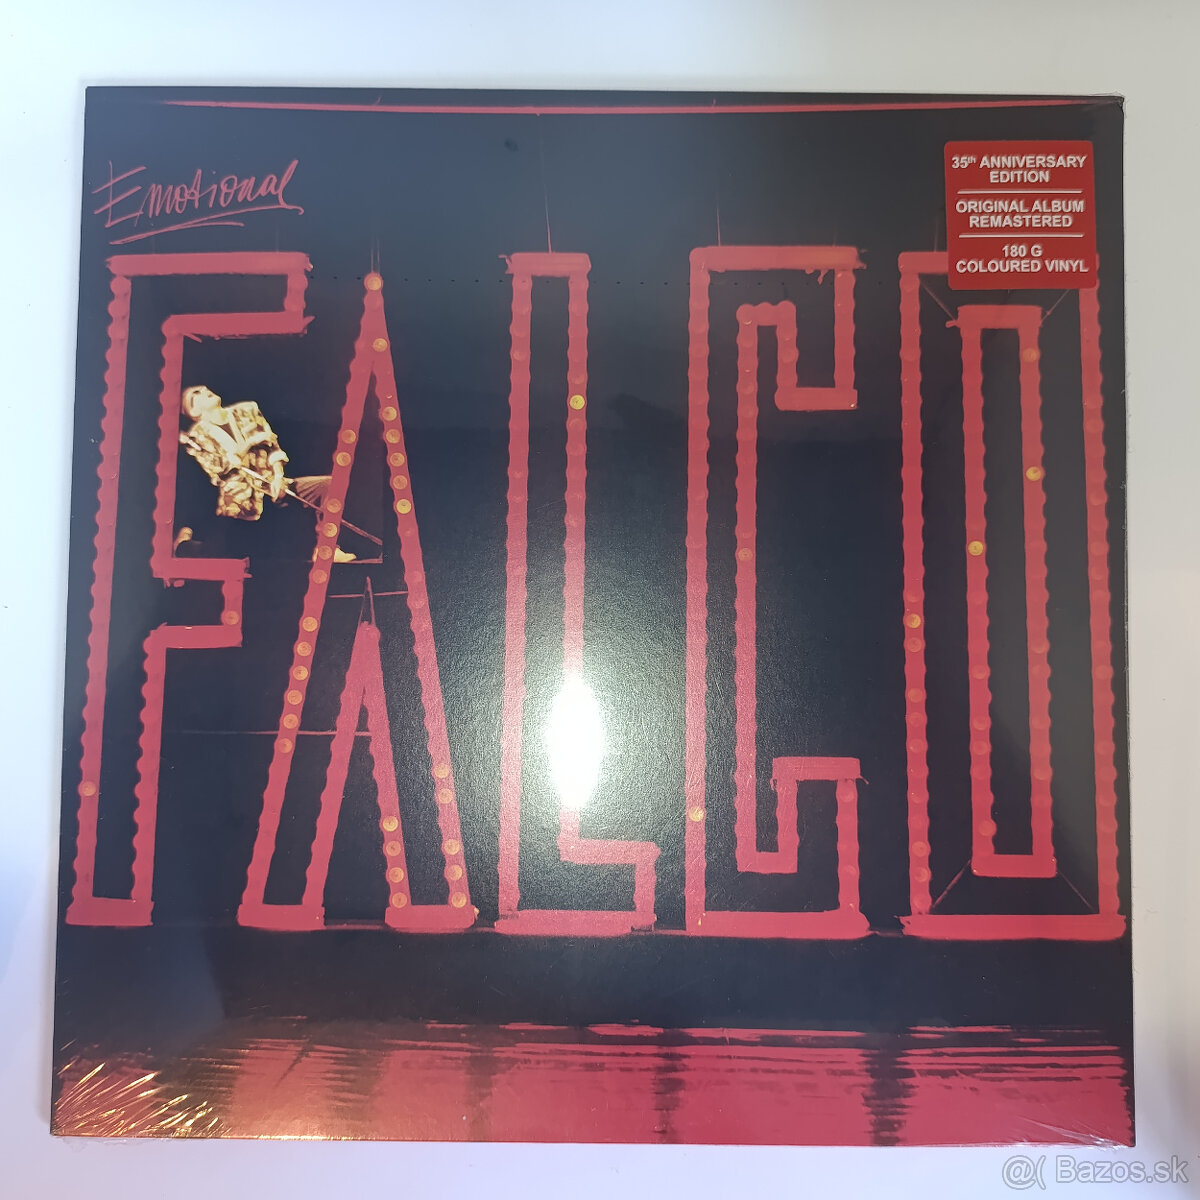 Emotional
FALCO
35th ANNIVERSARY
EDITION
ORIGINAL ALBUM
REMASTERED
180 G
COLOURED VINYL
@( Bazos.sk